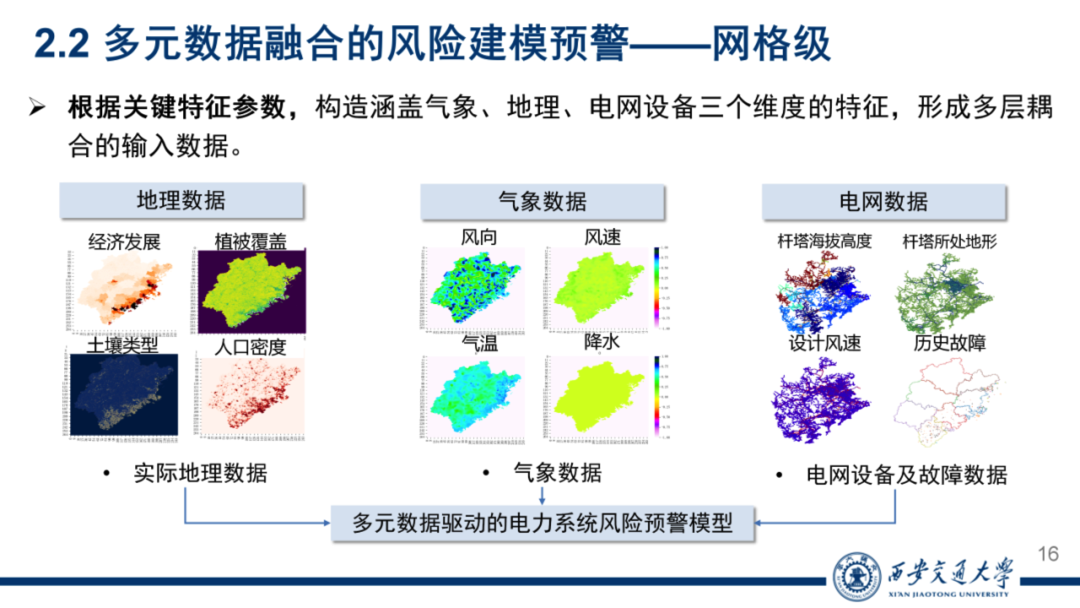 2.2 多元数据融合的风险建模预警——网格级
➢ 根据关键特征参数，构造涵盖气象、地理、电网设备三个维度的特征，形成多层耦
合的输入数据。
地理数据
气象数据
电网数据
经济发展
植被覆盖
风向
风速
杆塔海拔高度
杆塔所处地形
土壤类型
人口密度
气温
降水
设计风速
历史故障
• 实际地理数据
• 气象数据
• 电网设备及故障数据
多元数据驱动的电力系统风险预警模型
16
西安交通大学
XI'AN JIAOTONG UNIVERSITY